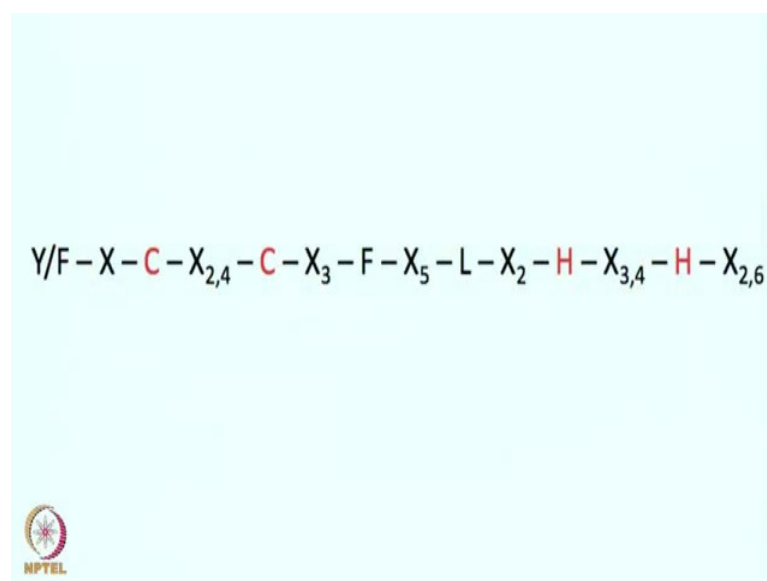 Y/F – X – C – X₂,₄ – C – X₃ – F – X₅ – L – X₂ – H – X₃,₄ – H – X₂,₆
NPTEL